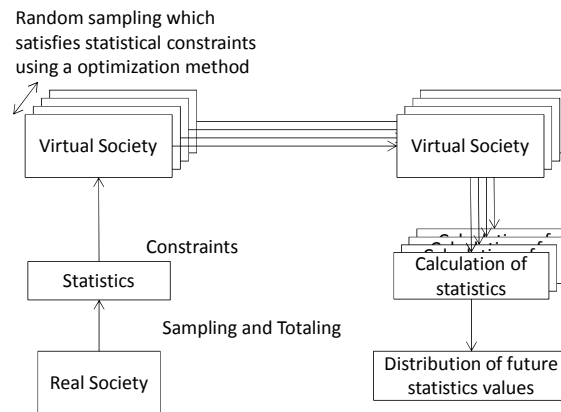 Random sampling which
satisfies statistical constraints
using a optimization method
Virtual Society
Virtual Society
Constraints
Statistics
Calculation of
statistics
Sampling and Totaling
Real Society
Distribution of future
statistics values